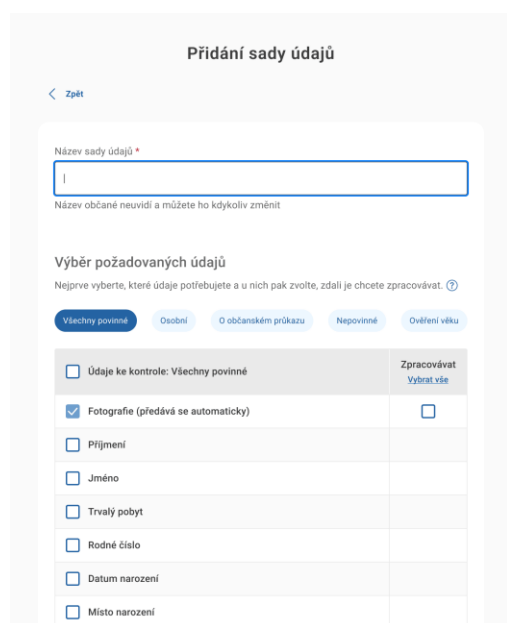 Přidání sady údajů
Zpět
Název sady údajů *
Název občané neuvidí a můžete ho kdykoliv změnit
Výběr požadovaných údajů
Nejprve vyberte, které údaje potřebujete a u nich pak zvolte, zdali je chcete zpracovávat. ?
Všechny povinné Osobní O občanském průkazu Nepovinné Ověření věku
Údaje ke kontrole: Všechny povinné
Zpracovávat
Vybrat vše
Fotografie (předává se automaticky)
Příjmení
Jméno
Trvalý pobyt
Rodné číslo
Datum narození
Místo narození